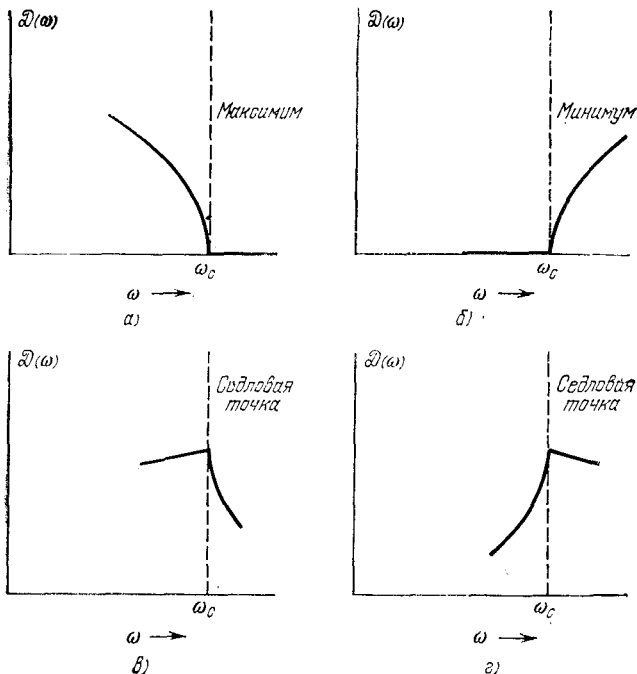 𝒟(ω)
Максимум
ω_c
ω →
а)
𝒟(ω)
Минимум
ω_c
ω →
б)
𝒟(ω)
Седловая
точка
ω_c
ω →
в)
𝒟(ω)
Седловая
точка
ω_c
ω →
г)